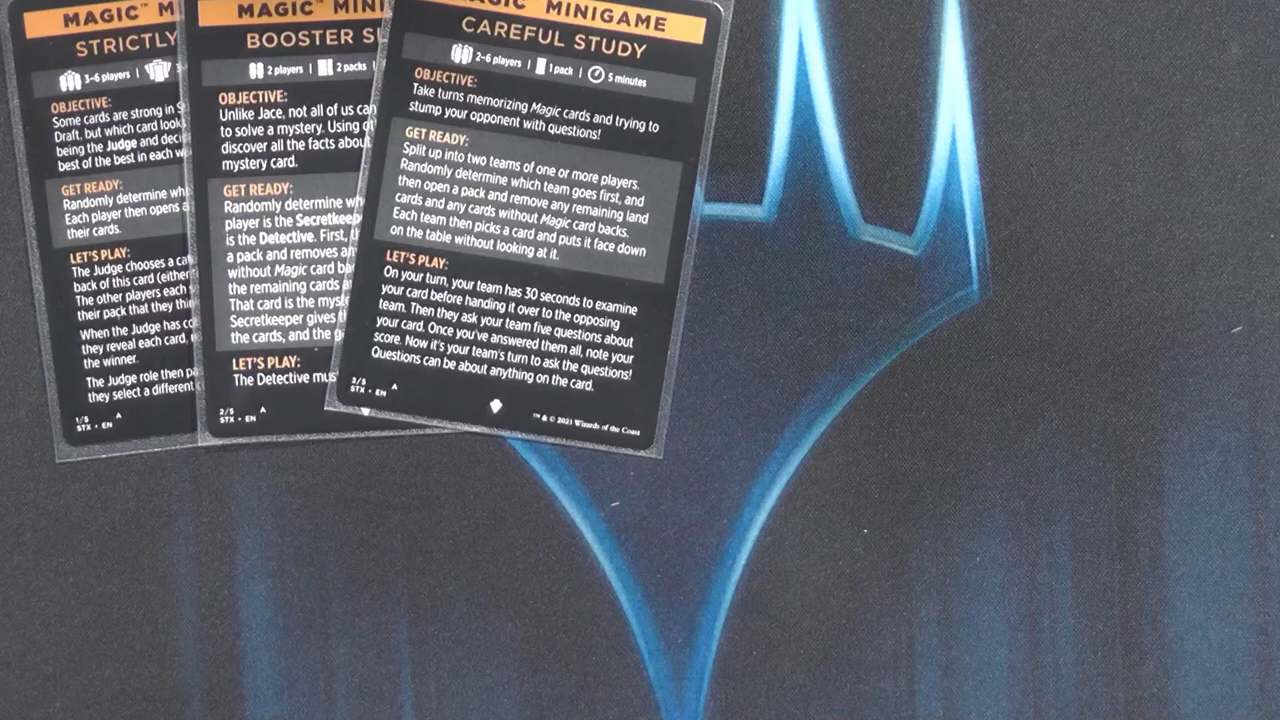 MAGIC™ M
STRICTLY
3-6 players |
OBJECTIVE:
Some cards are strong in
Draft, but which card look
being the Judge and deci
best of the best in each w
GET READY:
Randomly determine wh
Each player then opens a
their cards.
LET'S PLAY:
The Judge chooses a ca
back of this card (either
The other players each s
their pack that they thin
When the Judge has co
they reveal each card,
the winner.
The Judge role then pa
they select a different
1/5 A
STX • EN
MAGIC™ MINI
BOOSTER S
2 players | 2 packs
OBJECTIVE:
Unlike Jace, not all of us can
to solve a mystery. Using
discover all the facts about
mystery card.
GET READY:
Randomly determine wh
player is the Secretkeep
is the Detective. First,
a pack and removes an
without Magic card ba
the remaining cards a
That card is the myste
Secretkeeper gives t
the cards, and the g
LET'S PLAY:
The Detective mus
2/5 A
STX • EN
MAGIC™ MINIGAME
CAREFUL STUDY
2-6 players | 1 pack | 5 minutes
OBJECTIVE:
Take turns memorizing Magic cards and trying to
stump your opponent with questions!
GET READY:
Split up into two teams of one or more players.
Randomly determine which team goes first, and
then open a pack and remove any remaining land
cards and any cards without Magic card backs.
Each team then picks a card and puts it face down
on the table without looking at it.
LET'S PLAY:
On your turn, your team has 30 seconds to examine
your card before handing it over to the opposing
team. Then they ask your team five questions about
your card. Once you've answered them all, note your
score. Now it's your team's turn to ask the questions!
Questions can be about anything on the card.
3/5 A
STX • EN
™ & © 2021 Wizards of the Coast